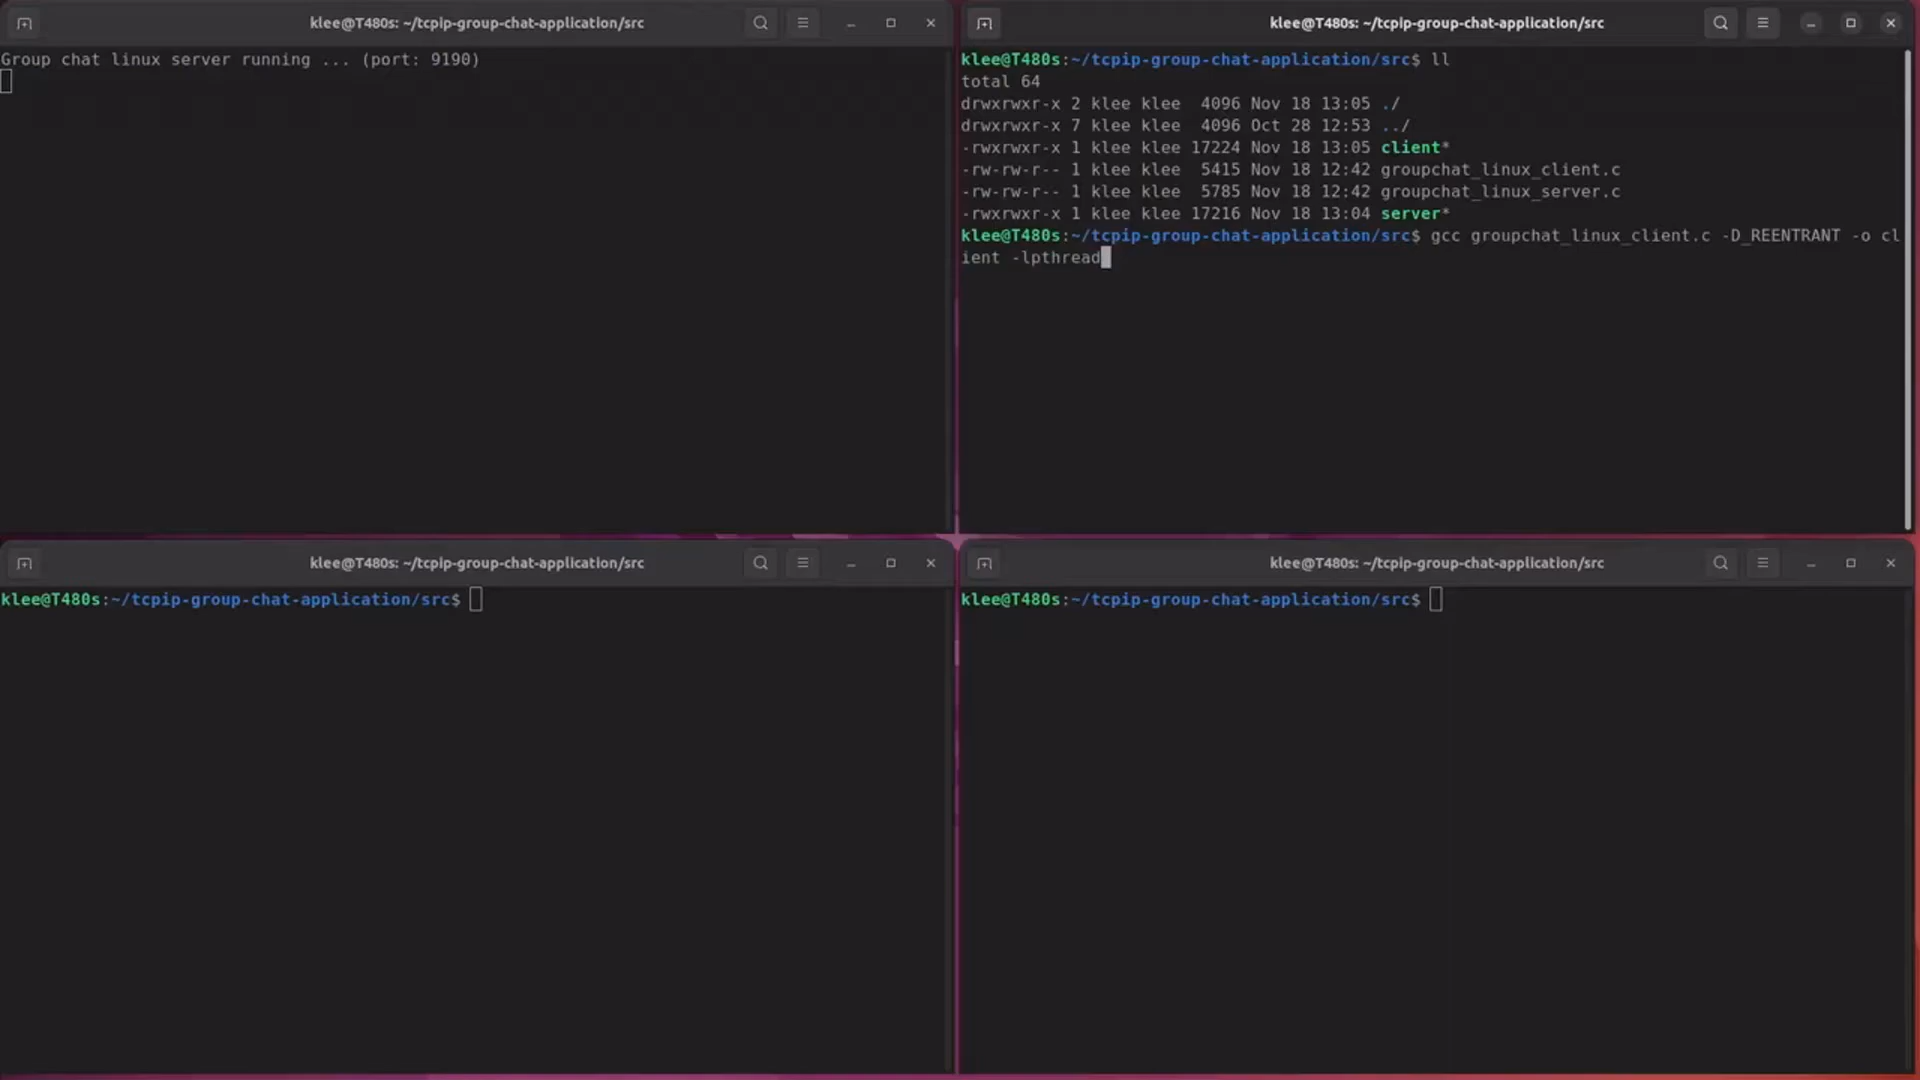 klee@T480s: ~/tcpip-group-chat-application/src
Group chat linux server running ... (port: 9190)
klee@T480s: ~/tcpip-group-chat-application/src
klee@T480s:~/tcpip-group-chat-application/src$ ll
total 64
drwxrwxr-x 2 klee klee  4096 Nov 18 13:05 ./
drwxrwxr-x 7 klee klee  4096 Oct 28 12:53 ../
-rwxrwxr-x 1 klee klee 17224 Nov 18 13:05 client*
-rw-rw-r-- 1 klee klee  5415 Nov 18 12:42 groupchat_linux_client.c
-rw-rw-r-- 1 klee klee  5785 Nov 18 12:42 groupchat_linux_server.c
-rwxrwxr-x 1 klee klee 17216 Nov 18 13:04 server*
klee@T480s:~/tcpip-group-chat-application/src$ gcc groupchat_linux_client.c -D_REENTRANT -o cl
ient -lpthread
klee@T480s: ~/tcpip-group-chat-application/src
klee@T480s:~/tcpip-group-chat-application/src$
klee@T480s: ~/tcpip-group-chat-application/src
klee@T480s:~/tcpip-group-chat-application/src$